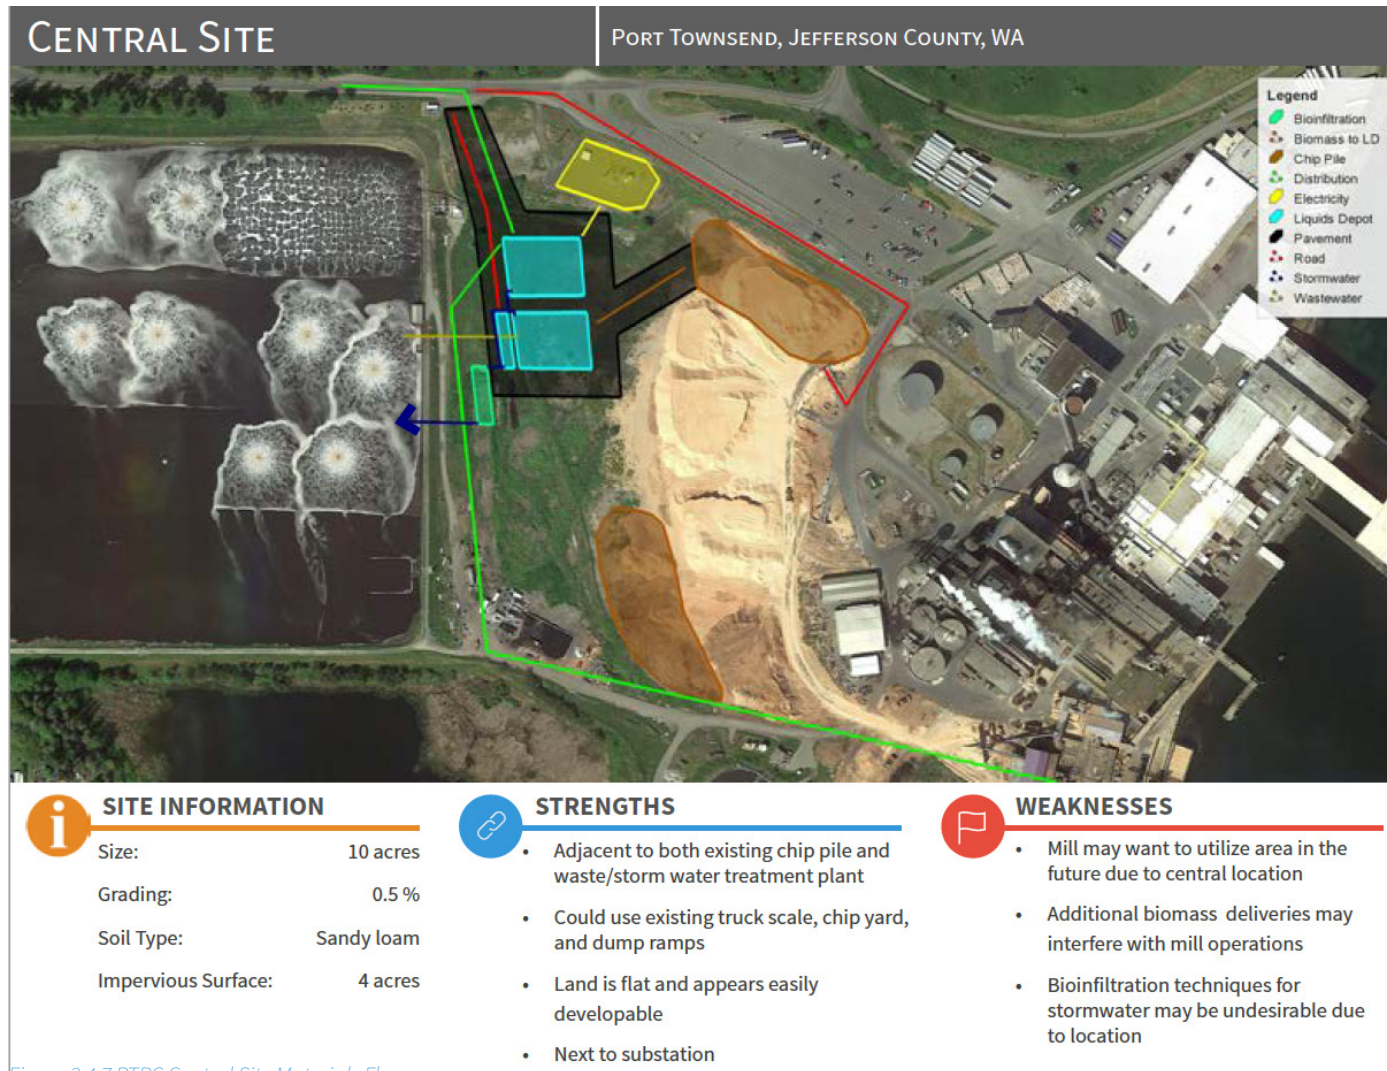 CENTRAL SITE
PORT TOWNSEND, JEFFERSON COUNTY, WA
Legend
Bioinfiltration
Biomass to LD
Chip Pile
Distribution
Electricity
Liquids Depot
Pavement
Road
Stormwater
Wastewater
SITE INFORMATION
Size: 10 acres
Grading: 0.5 %
Soil Type: Sandy loam
Impervious Surface: 4 acres
STRENGTHS
• Adjacent to both existing chip pile and
waste/storm water treatment plant
• Could use existing truck scale, chip yard,
and dump ramps
• Land is flat and appears easily
developable
• Next to substation
WEAKNESSES
• Mill may want to utilize area in the
future due to central location
• Additional biomass deliveries may
interfere with mill operations
• Bioinfiltration techniques for
stormwater may be undesirable due
to location